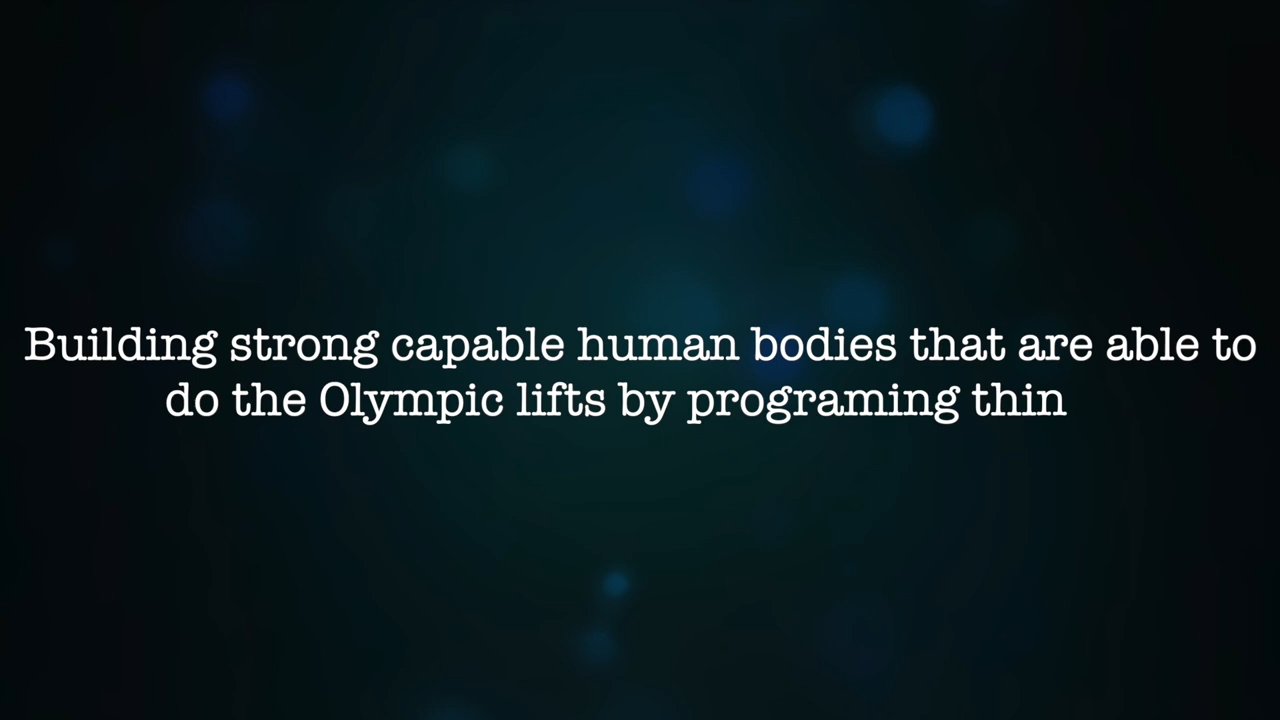 Building strong capable human bodies that are able to
do the Olympic lifts by programing thin